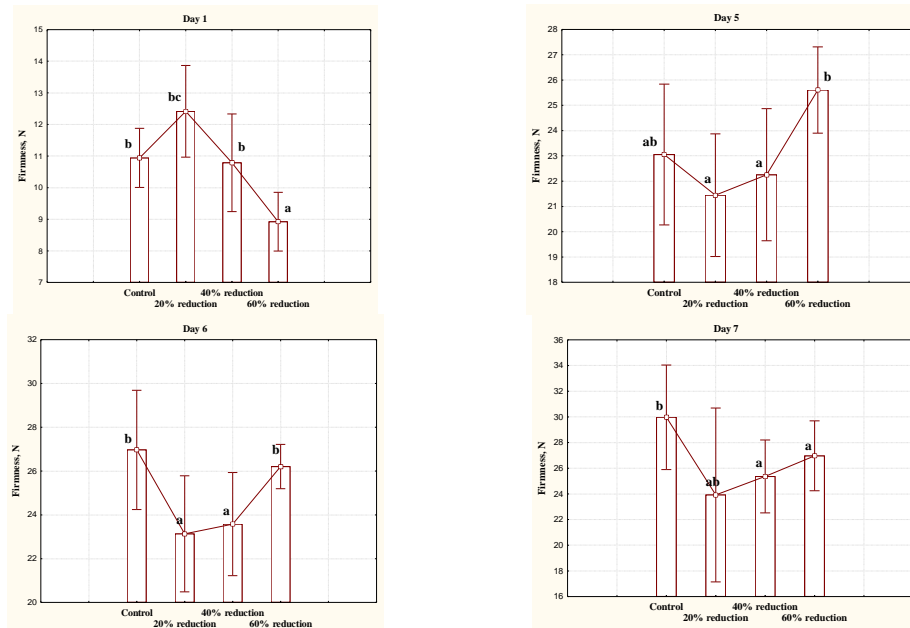 Day 1
15
14
13
12
11
10
9
8
7
Firmness, N
b
bc
b
a
Control 40% reduction
20% reduction 60% reduction
Day 5
28
27
26
25
24
23
22
21
20
19
18
Firmness, N
ab
a
a
b
Control 40% reduction
20% reduction 60% reduction
Day 6
32
30
28
26
24
22
20
Firmness, N
b
a
a
b
Control 40% reduction
20% reduction 60% reduction
Day 7
36
34
32
30
28
26
24
22
20
18
16
Firmness, N
b
ab
a
a
Control 40% reduction
20% reduction 60% reduction